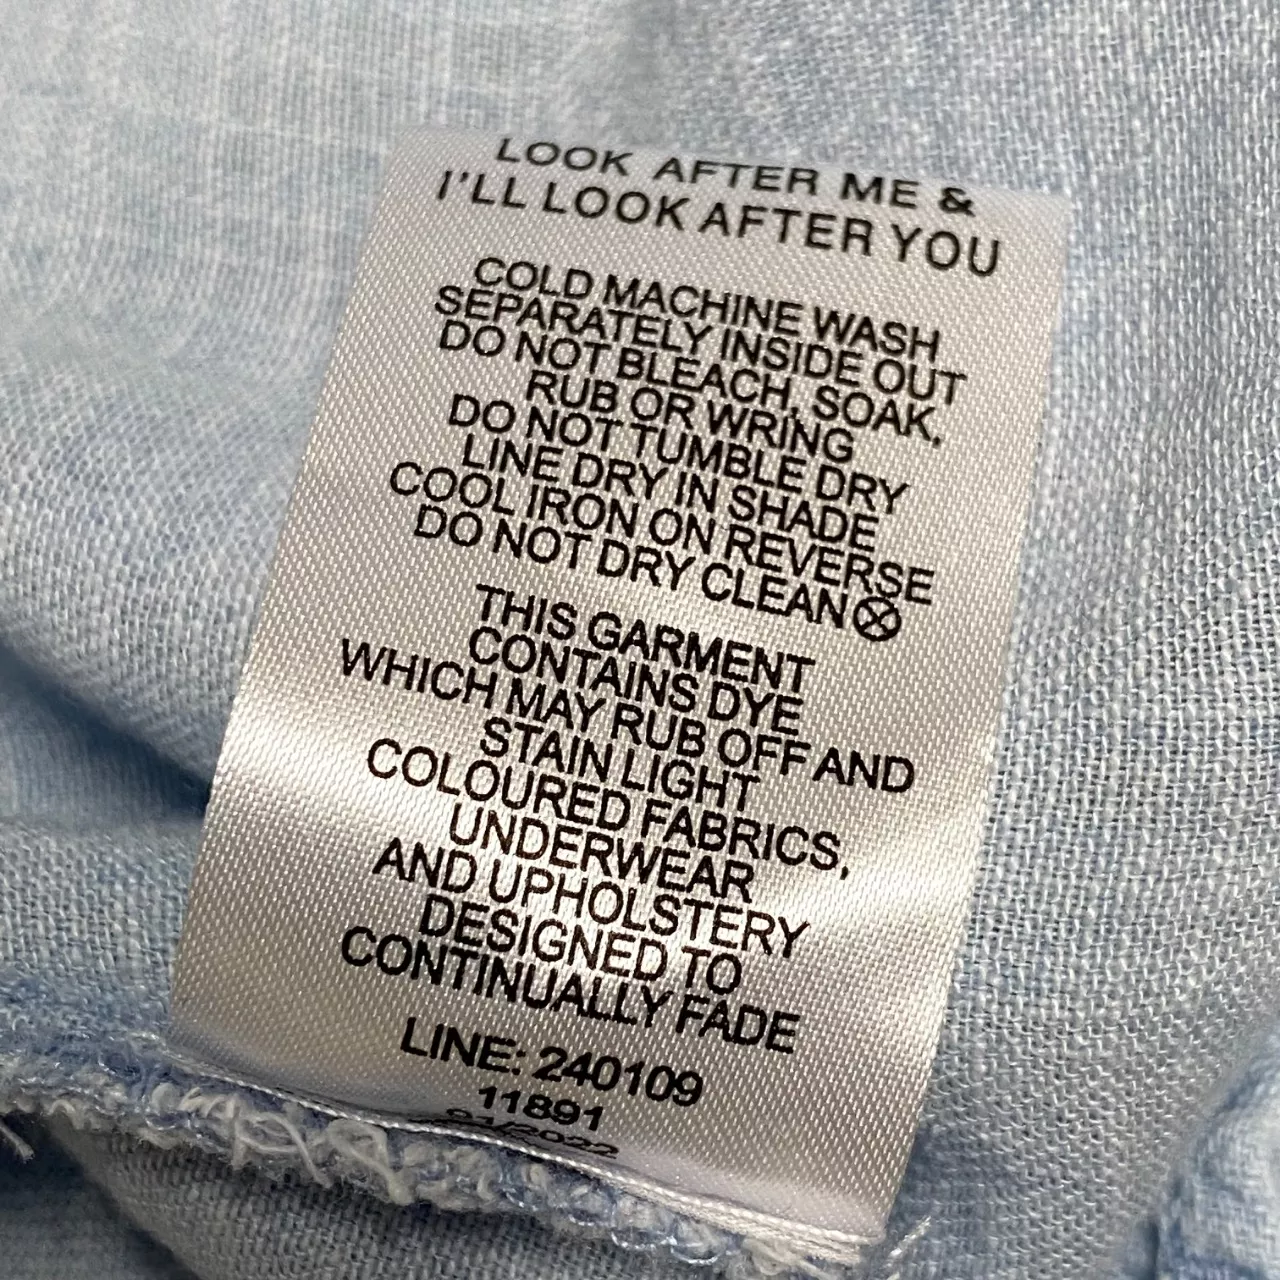 LOOK AFTER ME &
I'LL LOOK AFTER YOU
COLD MACHINE WASH
SEPARATELY INSIDE OUT
DO NOT BLEACH, SOAK,
RUB OR WRING
DO NOT TUMBLE DRY
LINE DRY IN SHADE
COOL IRON ON REVERSE
DO NOT DRY CLEAN
THIS GARMENT
CONTAINS DYE
WHICH MAY RUB OFF AND
STAIN LIGHT
COLOURED FABRICS,
UNDERWEAR
AND UPHOLSTERY
DESIGNED TO
CONTINUALLY FADE
LINE: 240109
11891